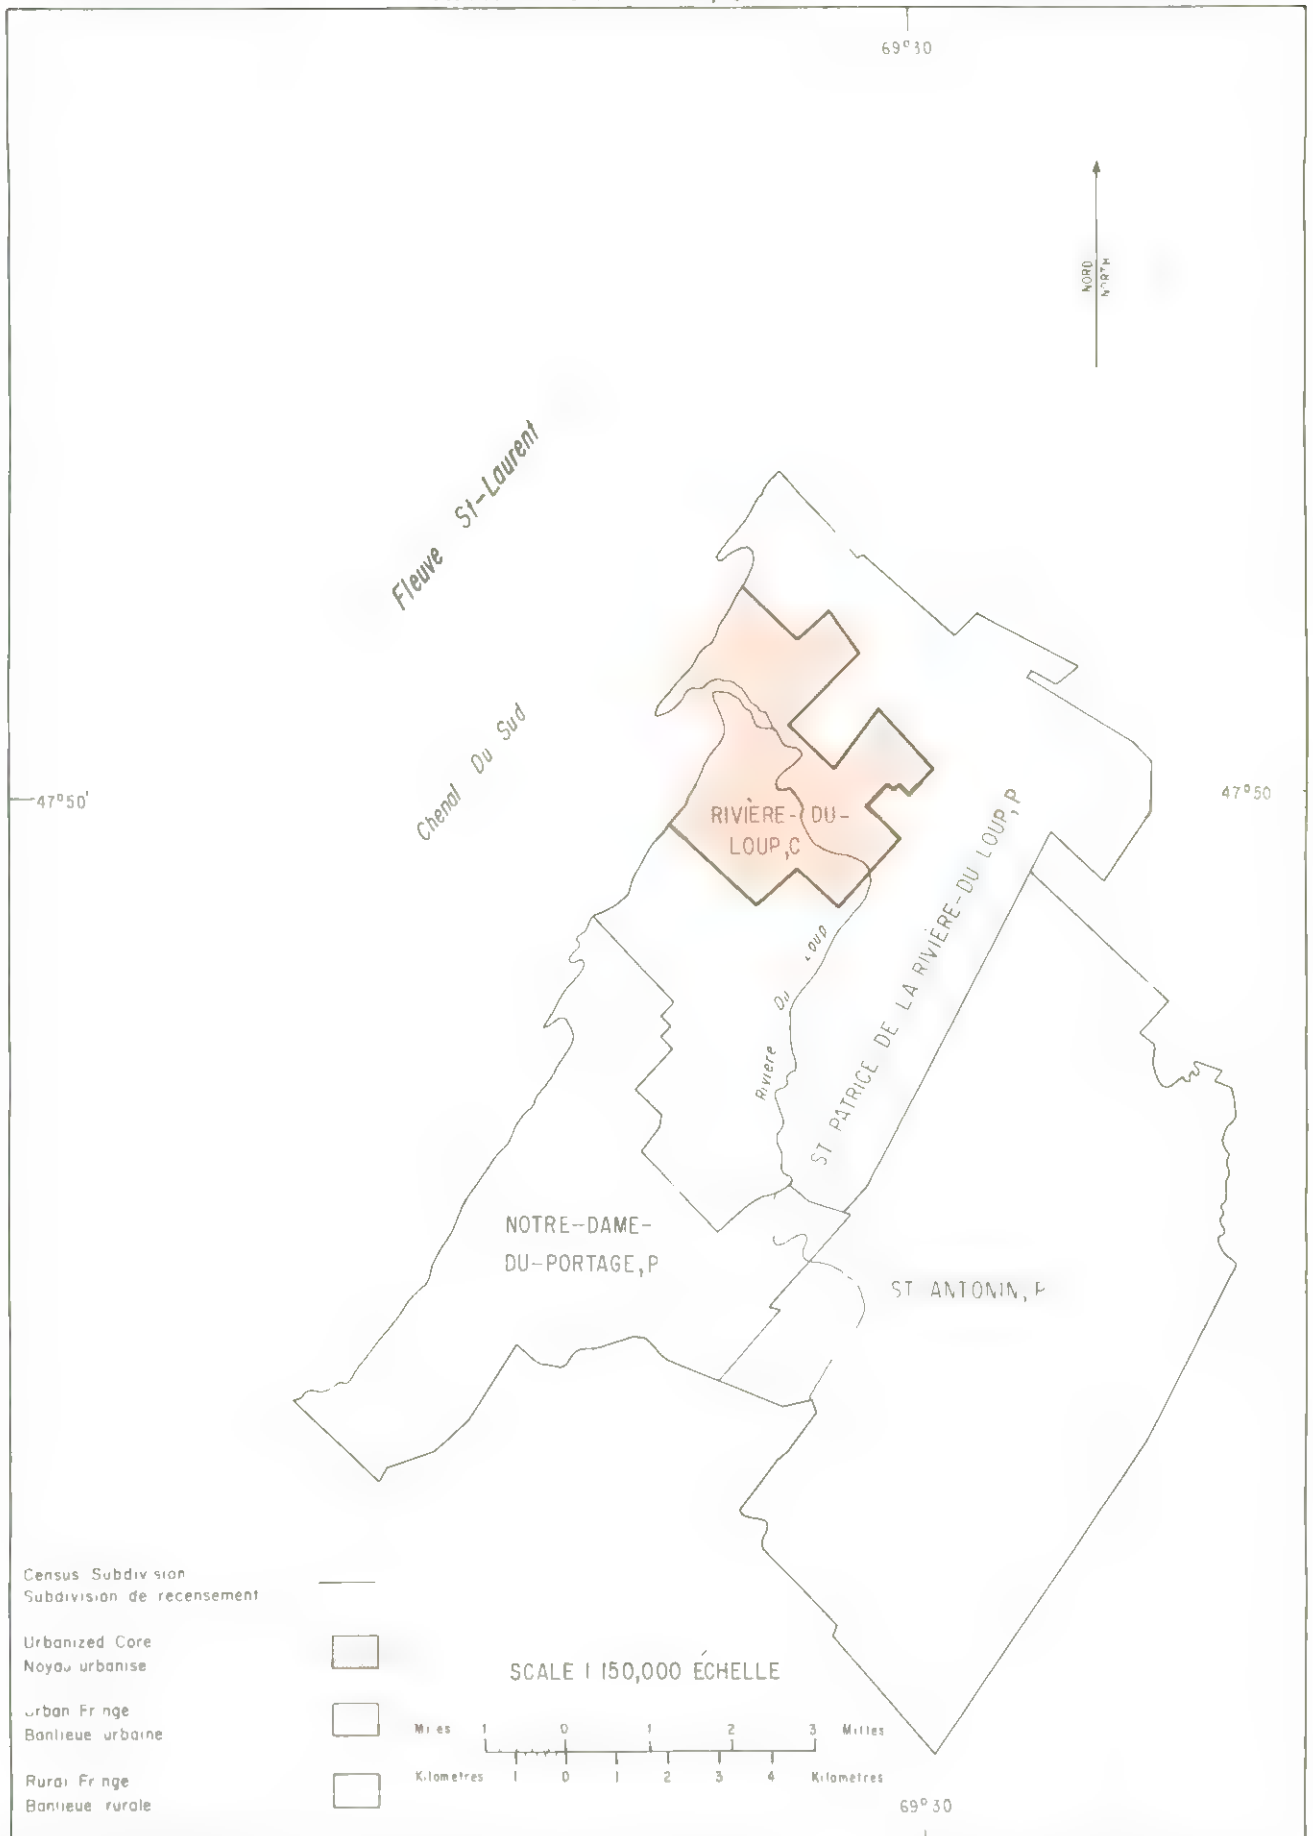 69°30
NORD
NORTH
Fleuve St-Laurent
Chenal Du Sud
47°50'
47°50
RIVIÈRE-DU-
LOUP,C
ST PATRICE DE LA RIVIÈRE-DU LOUP,P
Riviere Du Loup
NOTRE-DAME-
DU-PORTAGE,P
ST ANTONIN, P
Census Subdivision
Subdivision de recensement
Urbanized Core
Noyau urbanise
Urban Fringe
Banlieue urbaine
Rural Fringe
Banlieue rurale
SCALE 1 150,000 ÉCHELLE
Miles 1 0 1 2 3 Milles
Kilometres 1 0 1 2 3 4 Kilometres
69°30